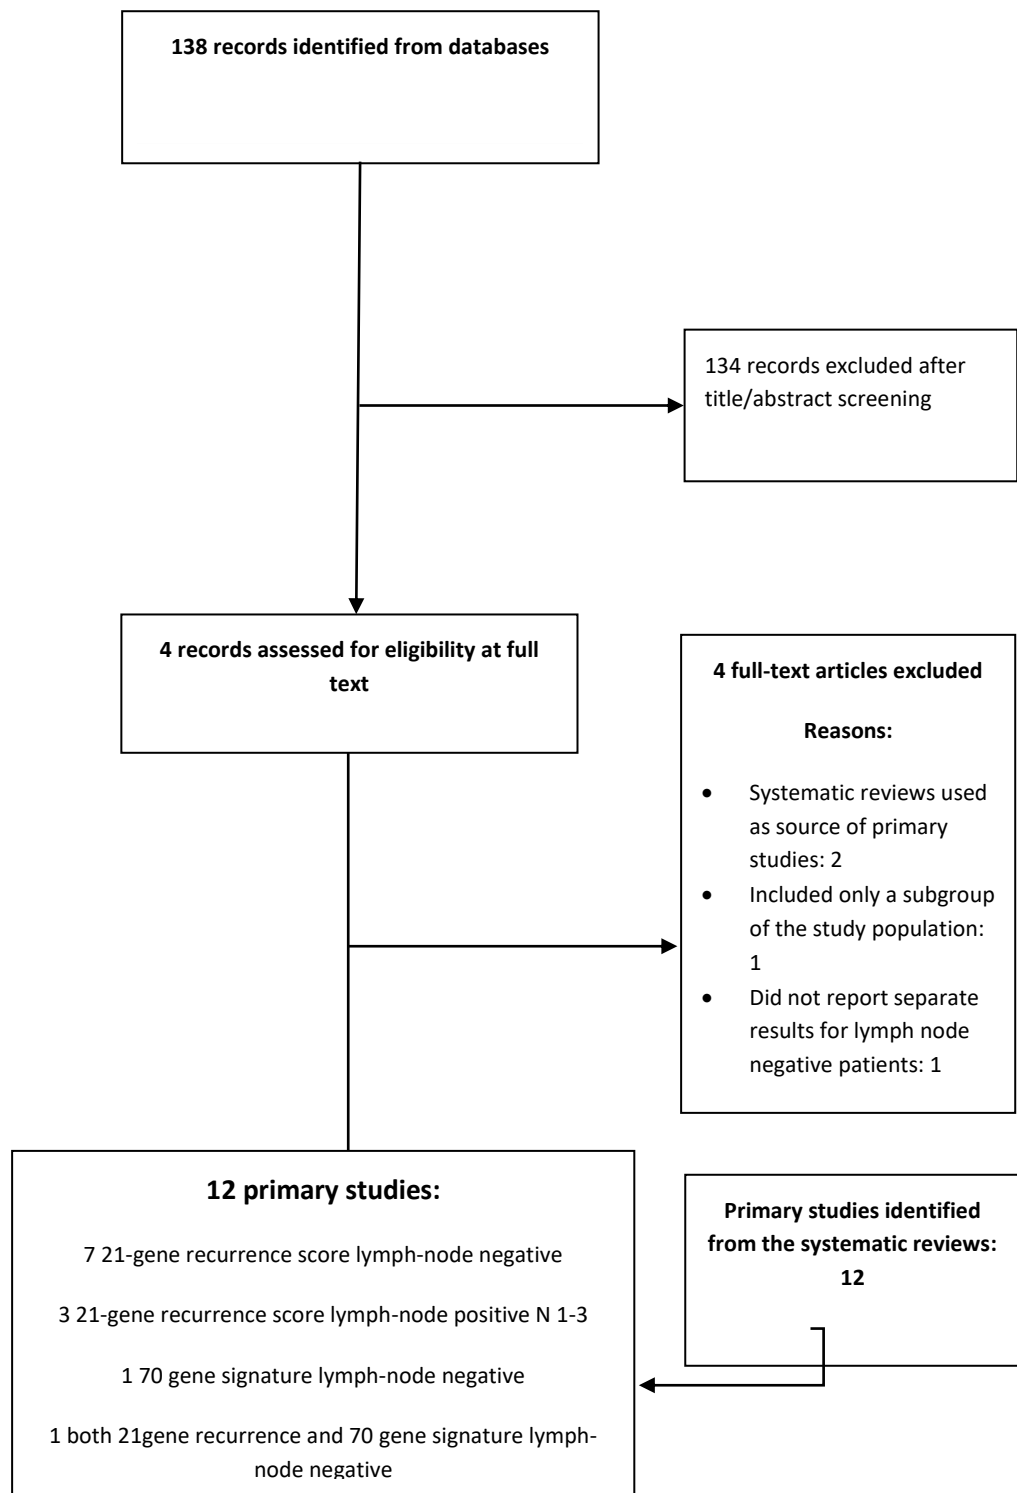 138 records identified from databases
134 records excluded after
title/abstract screening
4 records assessed for eligibility at full
text
4 full-text articles excluded
Reasons:
• Systematic reviews used
as source of primary
studies: 2
• Included only a subgroup
of the study population:
1
• Did not report separate
results for lymph node
negative patients: 1
12 primary studies:
7 21-gene recurrence score lymph-node negative
3 21-gene recurrence score lymph-node positive N 1-3
1 70 gene signature lymph-node negative
1 both 21gene recurrence and 70 gene signature lymph-
node negative
Primary studies identified
from the systematic reviews:
12